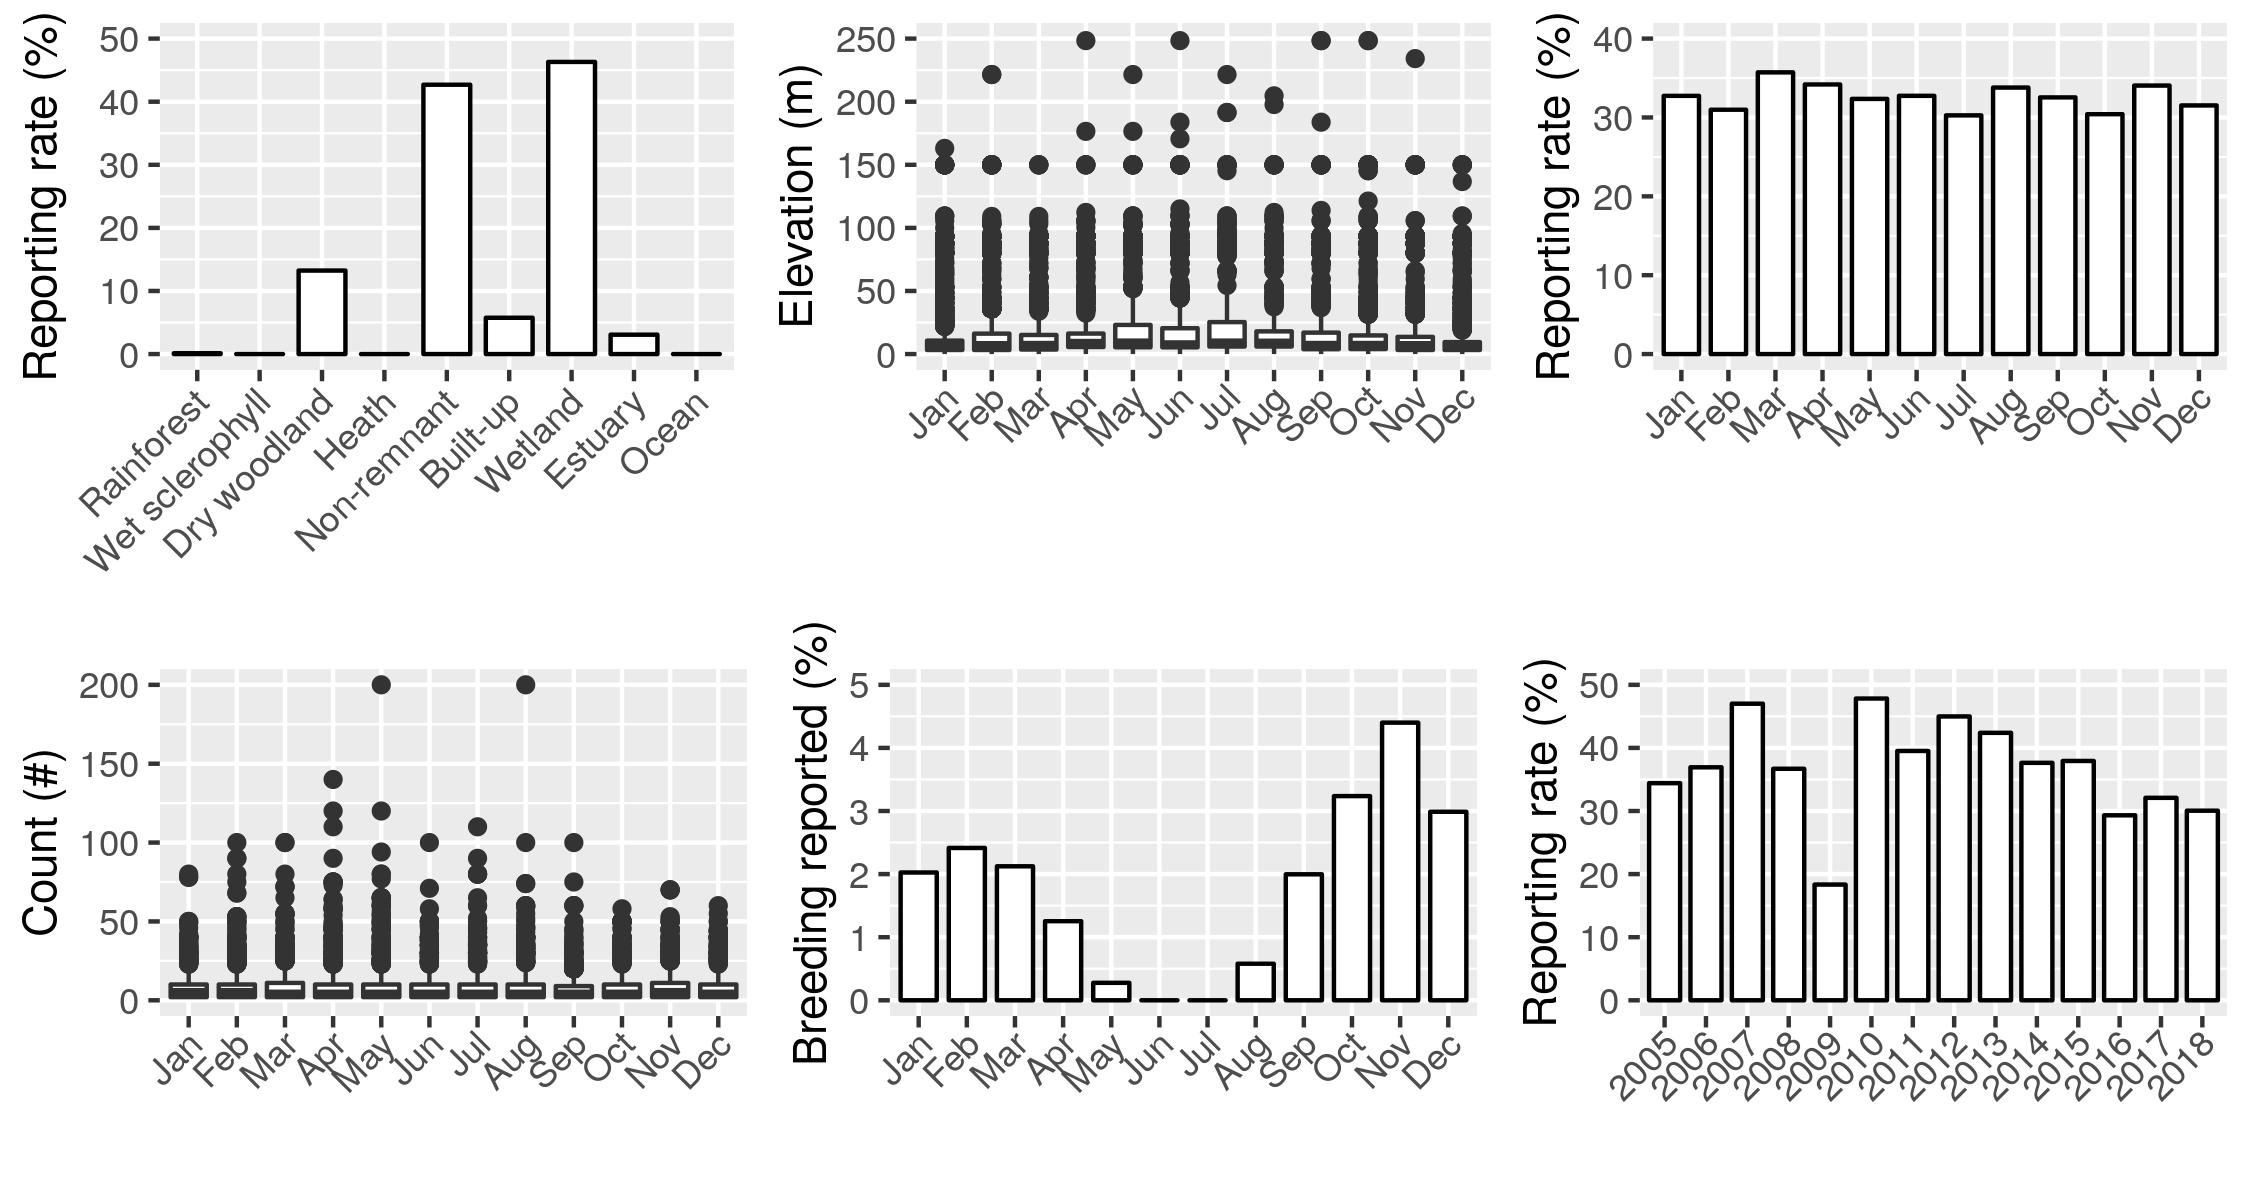 Reporting rate (%)
50
40
30
20
10
0
Rainforest
Wet sclerophyll
Dry woodland
Heath
Non-remnant
Built-up
Wetland
Estuary
Ocean
Elevation (m)
250
200
150
100
50
0
Jan
Feb
Mar
Apr
May
Jun
Jul
Aug
Sep
Oct
Nov
Dec
Reporting rate (%)
40
30
20
10
0
Jan
Feb
Mar
Apr
May
Jun
Jul
Aug
Sep
Oct
Nov
Dec
Count (#)
200
150
100
50
0
Jan
Feb
Mar
Apr
May
Jun
Jul
Aug
Sep
Oct
Nov
Dec
Breeding reported (%)
5
4
3
2
1
0
Jan
Feb
Mar
Apr
May
Jun
Jul
Aug
Sep
Oct
Nov
Dec
Reporting rate (%)
50
40
30
20
10
0
2005
2006
2007
2008
2009
2010
2011
2012
2013
2014
2015
2016
2017
2018